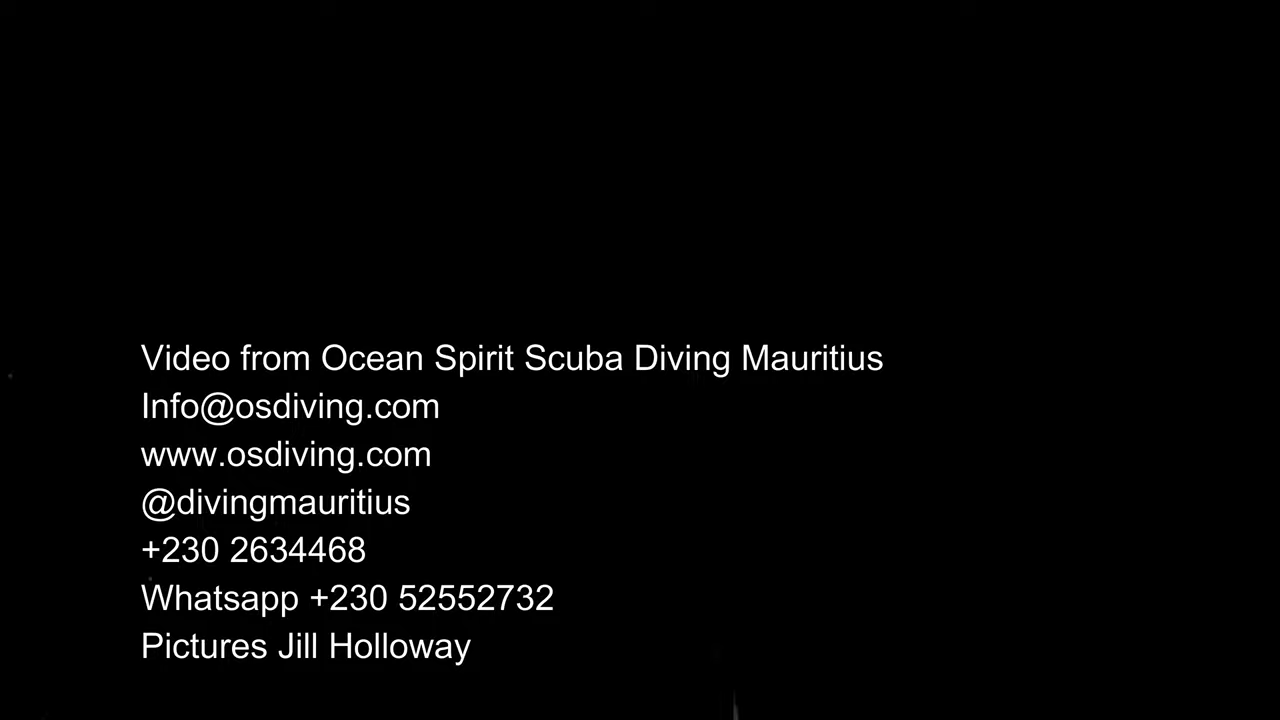 Video from Ocean Spirit Scuba Diving Mauritius
Info@osdiving.com
www.osdiving.com
@divingmauritius
+230 2634468
Whatsapp +230 52552732
Pictures Jill Holloway